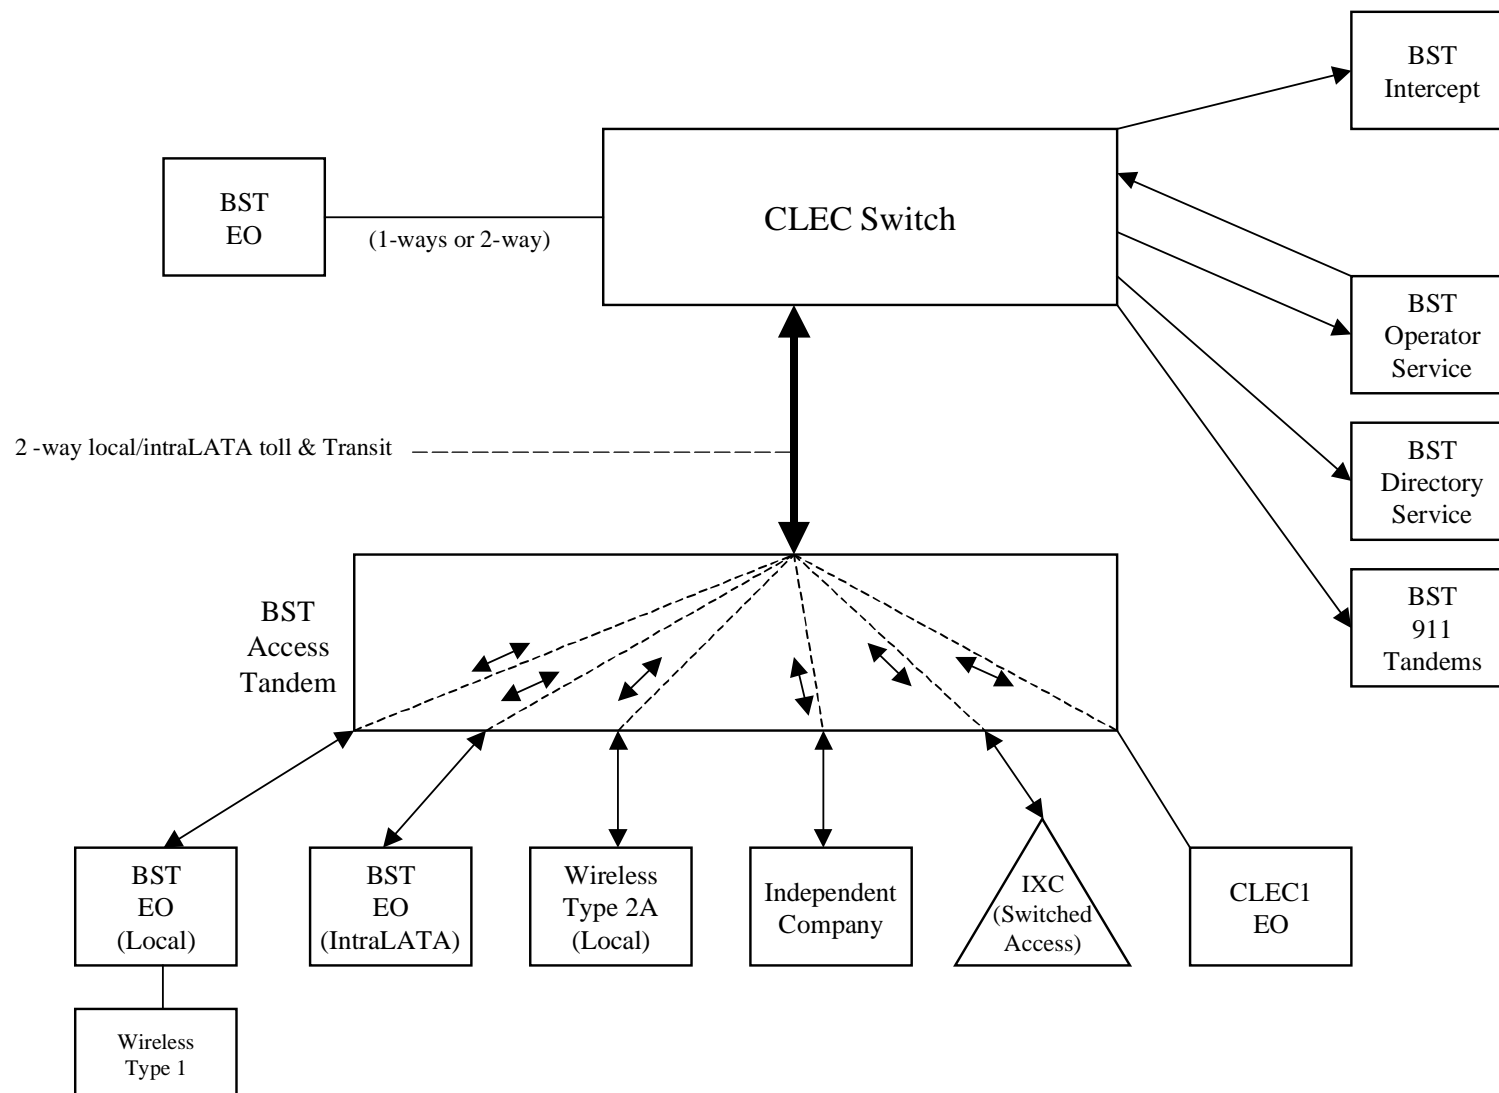 BST
Intercept
BST
EO
(1-ways or 2-way)
CLEC Switch
BST
Operator
Service
2 -way local/intraLATA toll & Transit
BST
Directory
Service
BST
911
Tandems
BST
Access
Tandem
BST
EO
(Local)
BST
EO
(IntraLATA)
Wireless
Type 2A
(Local)
Independent
Company
IXC
(Switched
Access)
CLEC1
EO
Wireless
Type 1